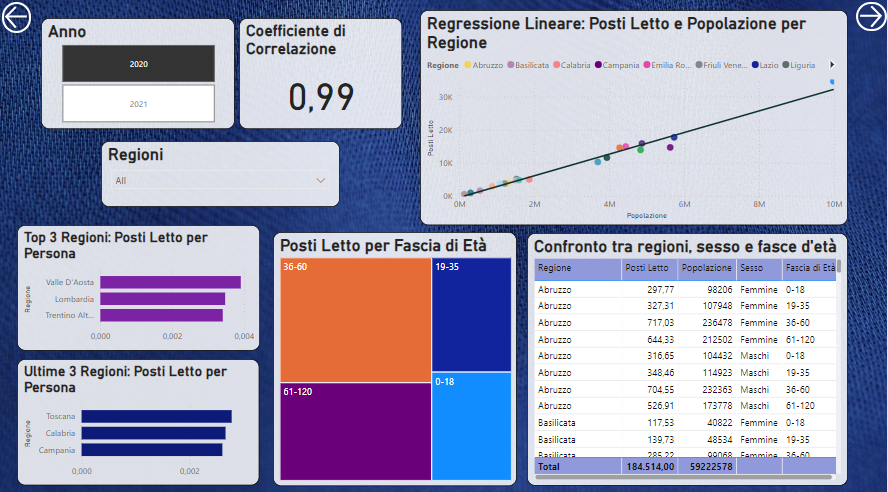 Anno
2020
2021
Coefficiente di
Correlazione
0,99
Regioni
All
Regressione Lineare: Posti Letto e Popolazione per
Regione
Regione Abruzzo Basilicata Calabria Campania Emilia Ro... Friuli Vene... Lazio Liguria
Posti Letto
30K
20K
10K
0K
0M 2M 4M 6M 8M 10M
Popolazione
Top 3 Regioni: Posti Letto per
Persona
Regione
Valle D'Aosta
Lombardia
Trentino Alt...
0,000 0,002 0,004
Ultime 3 Regioni: Posti Letto per
Persona
Regione
Toscana
Calabria
Campania
0,000 0,002
Posti Letto per Fascia di Età
36-60
19-35
61-120
0-18
Confronto tra regioni, sesso e fasce d'età
Regione Posti Letto Popolazione Sesso Fascia di Età
Abruzzo 297,77 98206 Femmine 0-18
Abruzzo 327,31 107948 Femmine 19-35
Abruzzo 717,03 236478 Femmine 36-60
Abruzzo 644,33 212502 Femmine 61-120
Abruzzo 316,65 104432 Maschi 0-18
Abruzzo 348,46 114923 Maschi 19-35
Abruzzo 704,55 232363 Maschi 36-60
Abruzzo 526,91 173778 Maschi 61-120
Basilicata 117,53 40822 Femmine 0-18
Basilicata 139,73 48534 Femmine 19-35
Basilicata 285,22 99068 Femmine 36-60
Total 184.514,00 59222578